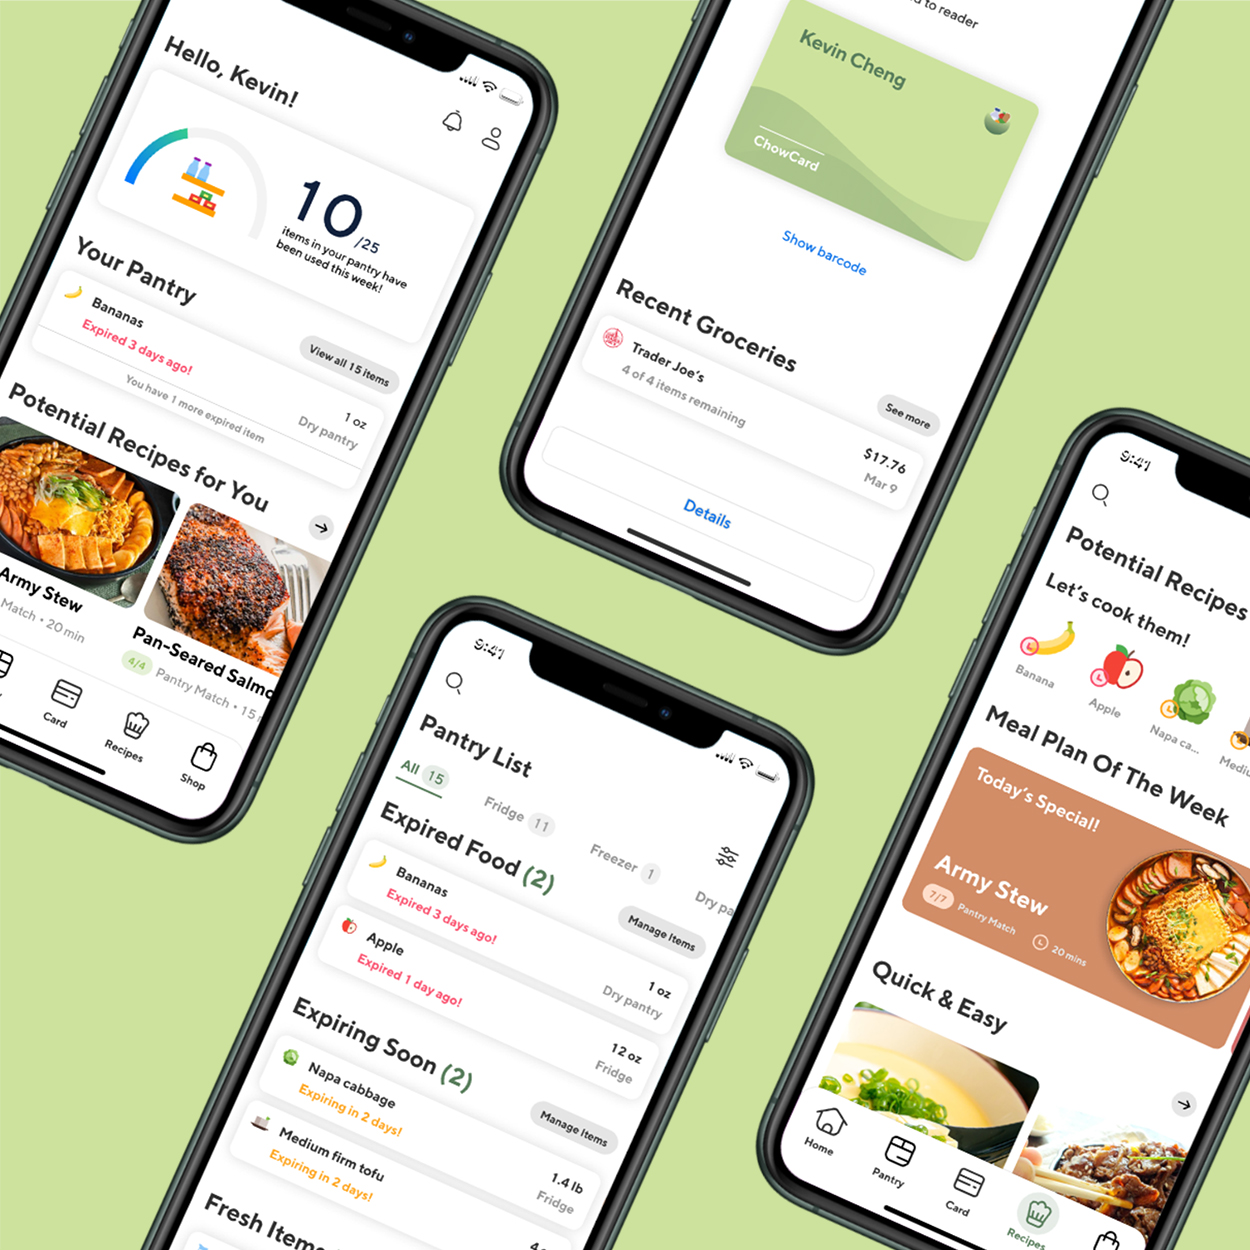 Hello, Kevin!
10/25
items in your pantry have
been used this week!
Your Pantry
View all 15 items
Bananas
Expired 3 days ago!
1 oz
Dry pantry
You have 1 more expired item
Potential Recipes for You
Army Stew
Match • 20 min
Pan-Seared Salmo
4/4 Pantry Match • 15
Card
Recipes
Shop
to reader
Kevin Cheng
ChowCard
Show barcode
Recent Groceries
See more
Trader Joe's
4 of 4 items remaining
$17.76
Mar 9
Details
9:41
Pantry List
All 15
Fridge 11
Freezer 1
Dry pa
Expired Food (2)
Manage Items
Bananas
Expired 3 days ago!
1 oz
Dry pantry
Apple
Expired 1 day ago!
12 oz
Fridge
Expiring Soon (2)
Manage Items
Napa cabbage
Expiring in 2 days!
1.4 lb
Fridge
Medium firm tofu
Expiring in 2 days!
Fresh Item
9:41
Potential Recipes
Let's cook them!
Banana
Apple
Napa ca...
Mediu
Meal Plan Of The Week
Today's Special!
Army Stew
7/7 Pantry Match
20 mins
Quick & Easy
Home
Pantry
Card
Recipes